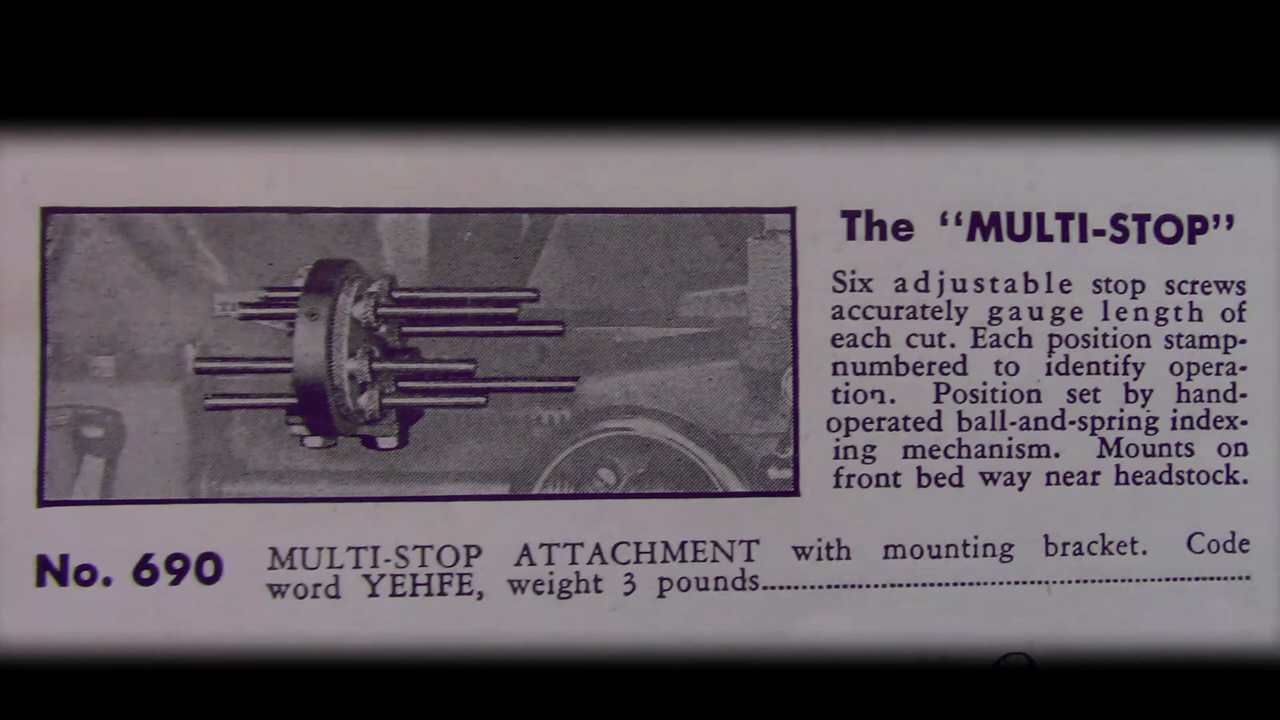 The "MULTI-STOP"
Six adjustable stop screws
accurately gauge length of
each cut. Each position stamp-
numbered to identify opera-
tion. Position set by hand-
operated ball-and-spring index-
ing mechanism. Mounts on
front bed way near headstock.
No. 690 MULTI-STOP ATTACHMENT with mounting bracket. Code
word YEHFE, weight 3 pounds